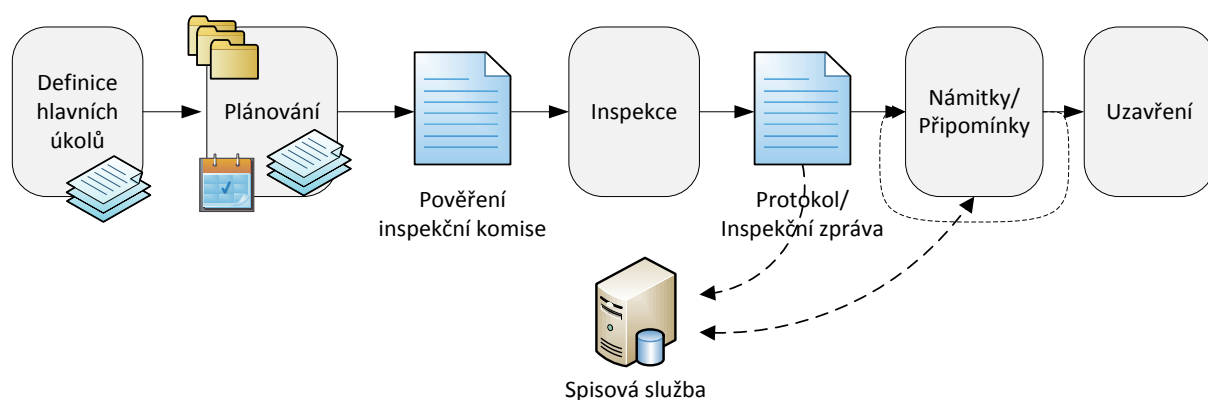 Definice
hlavních
úkolů
Plánování
Pověření
inspekční komise
Inspekce
Protokol/
Inspekční zpráva
Námitky/
Připomínky
Uzavření
Spisová služba